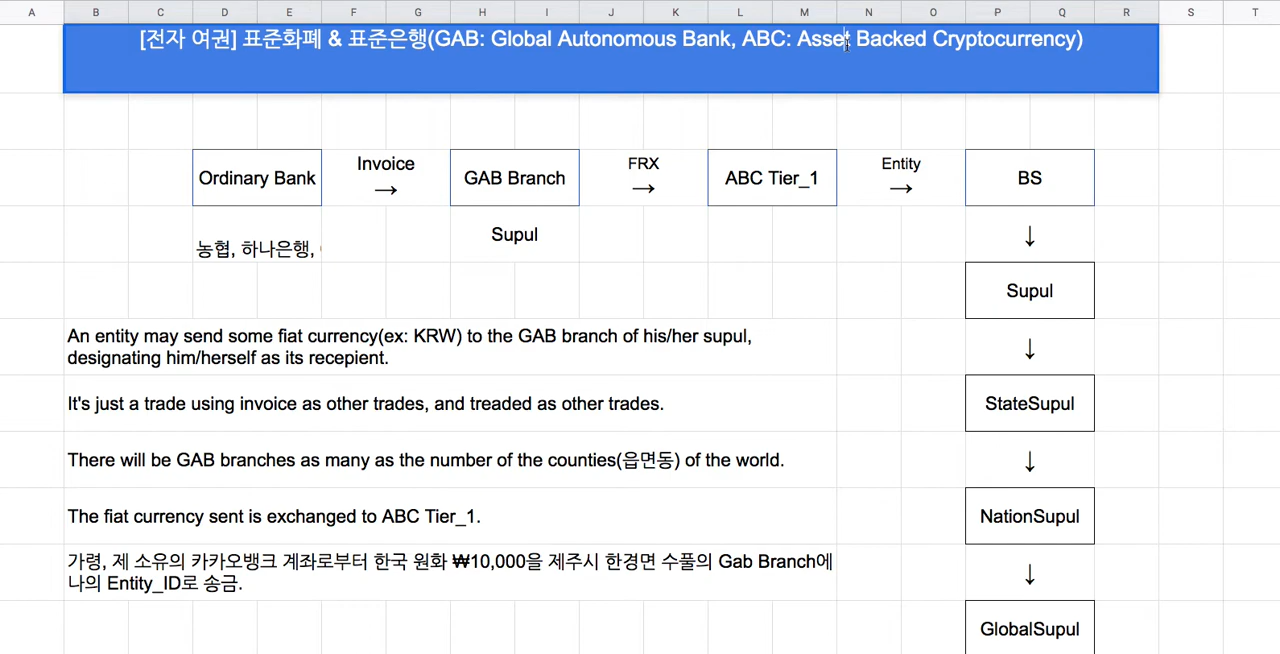 A B C D E F G H I J K L M N O P Q R S T
[전자 여권] 표준화폐 & 표준은행(GAB: Global Autonomous Bank, ABC: Asset Backed Cryptocurrency)
Ordinary Bank Invoice → GAB Branch FRX → ABC Tier_1 Entity → BS
농협, 하나은행, Supul ↓
Supul
An entity may send some fiat currency(ex: KRW) to the GAB branch of his/her supul,
designating him/herself as its recepient.
↓
It's just a trade using invoice as other trades, and treaded as other trades.
StateSupul
There will be GAB branches as many as the number of the counties(읍면동) of the world.
↓
The fiat currency sent is exchanged to ABC Tier_1.
NationSupul
가령, 제 소유의 카카오뱅크 계좌로부터 한국 원화 ₩10,000을 제주시 한경면 수풀의 Gab Branch에
나의 Entity_ID로 송금.
↓
GlobalSupul